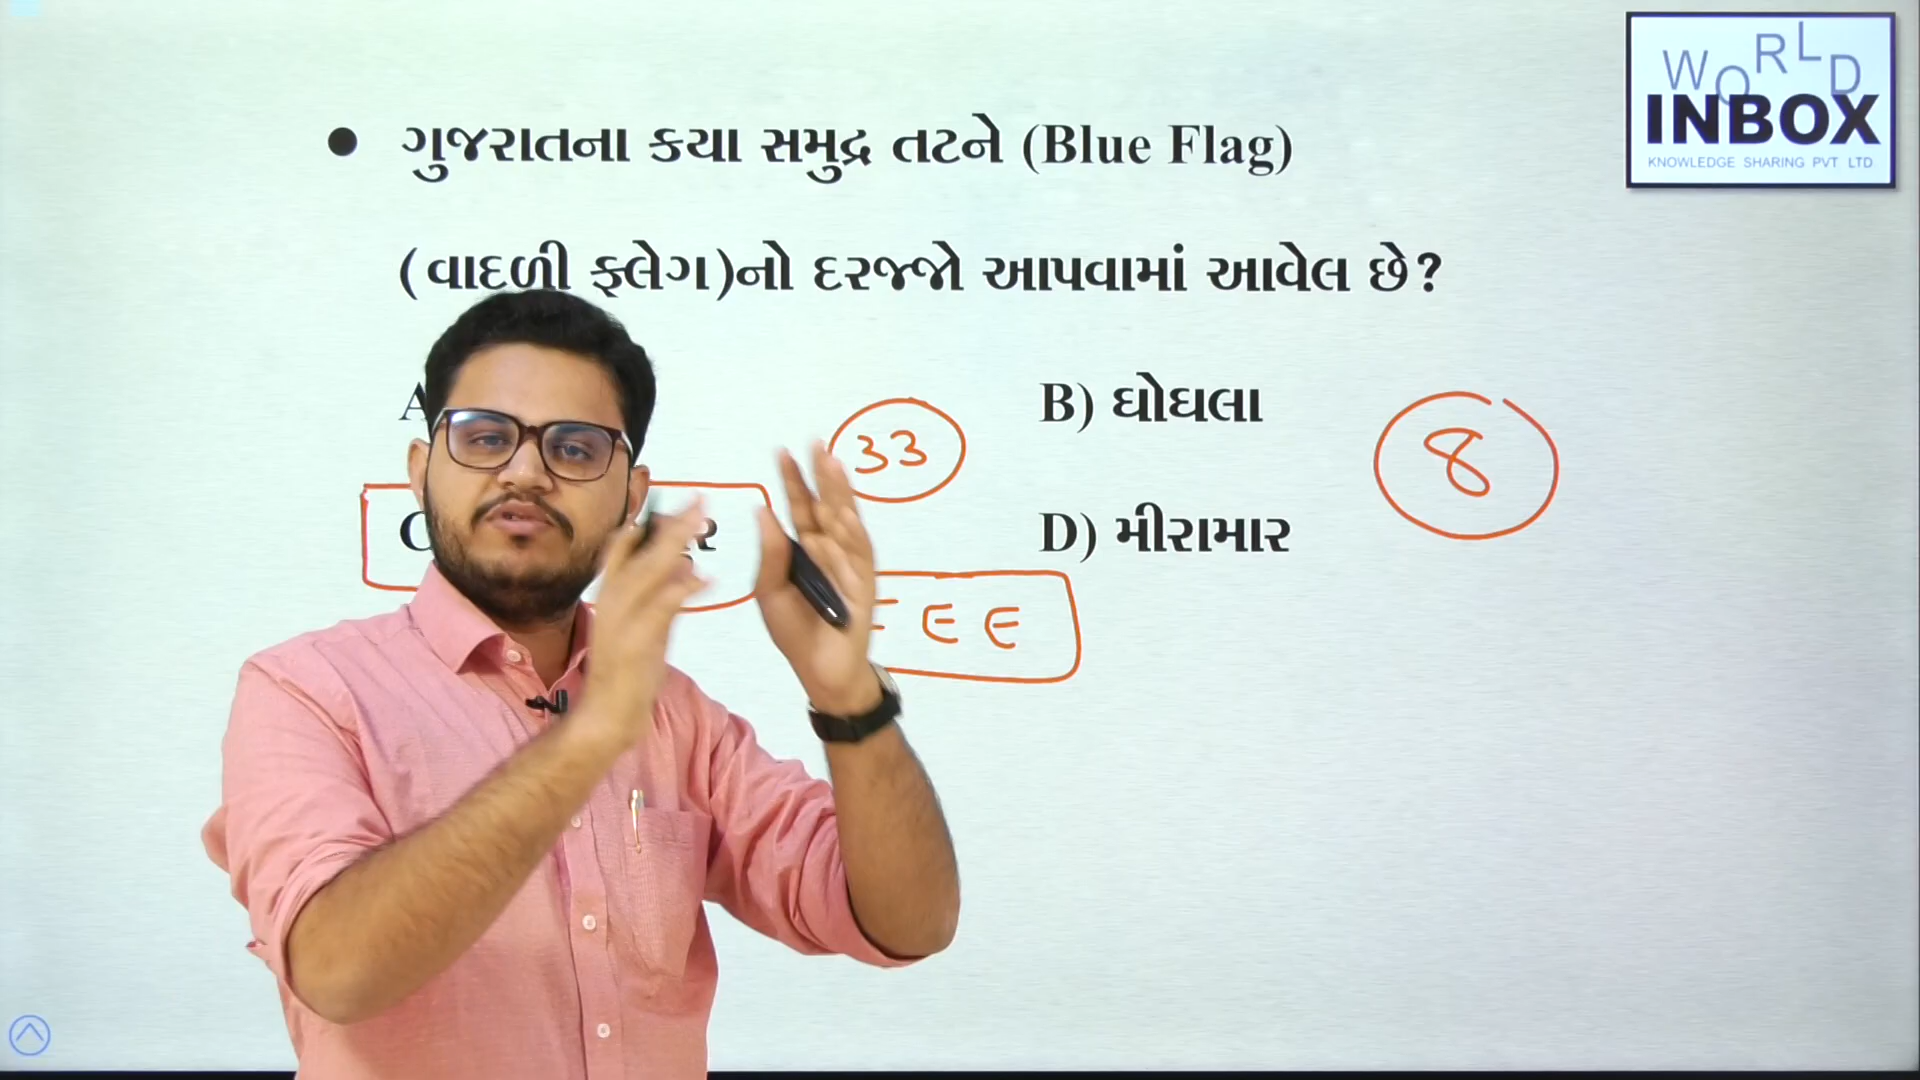 WORLD
INBOX
KNOWLEDGE SHARING PVT LTD
• ગુજરાતના કયા સમુદ્ર તટને (Blue Flag)
(વાદળી ફ્લેગ)નો દરજ્જો આપવામાં આવેલ છે?
B) ઘોઘલા
33
8
D) મીરામાર
EE